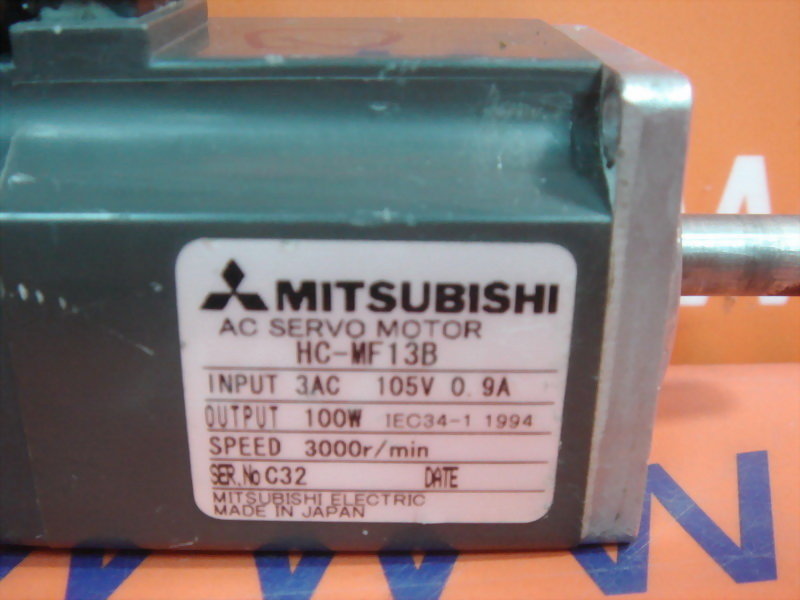 MITSUBISHI
AC SERVO MOTOR
HC-MF13B
INPUT 3AC 105V 0.9A
OUTPUT 100W IEC34-1 1994
SPEED 3000r/min
SER.No C32 DATE
MITSUBISHI ELECTRIC
MADE IN JAPAN